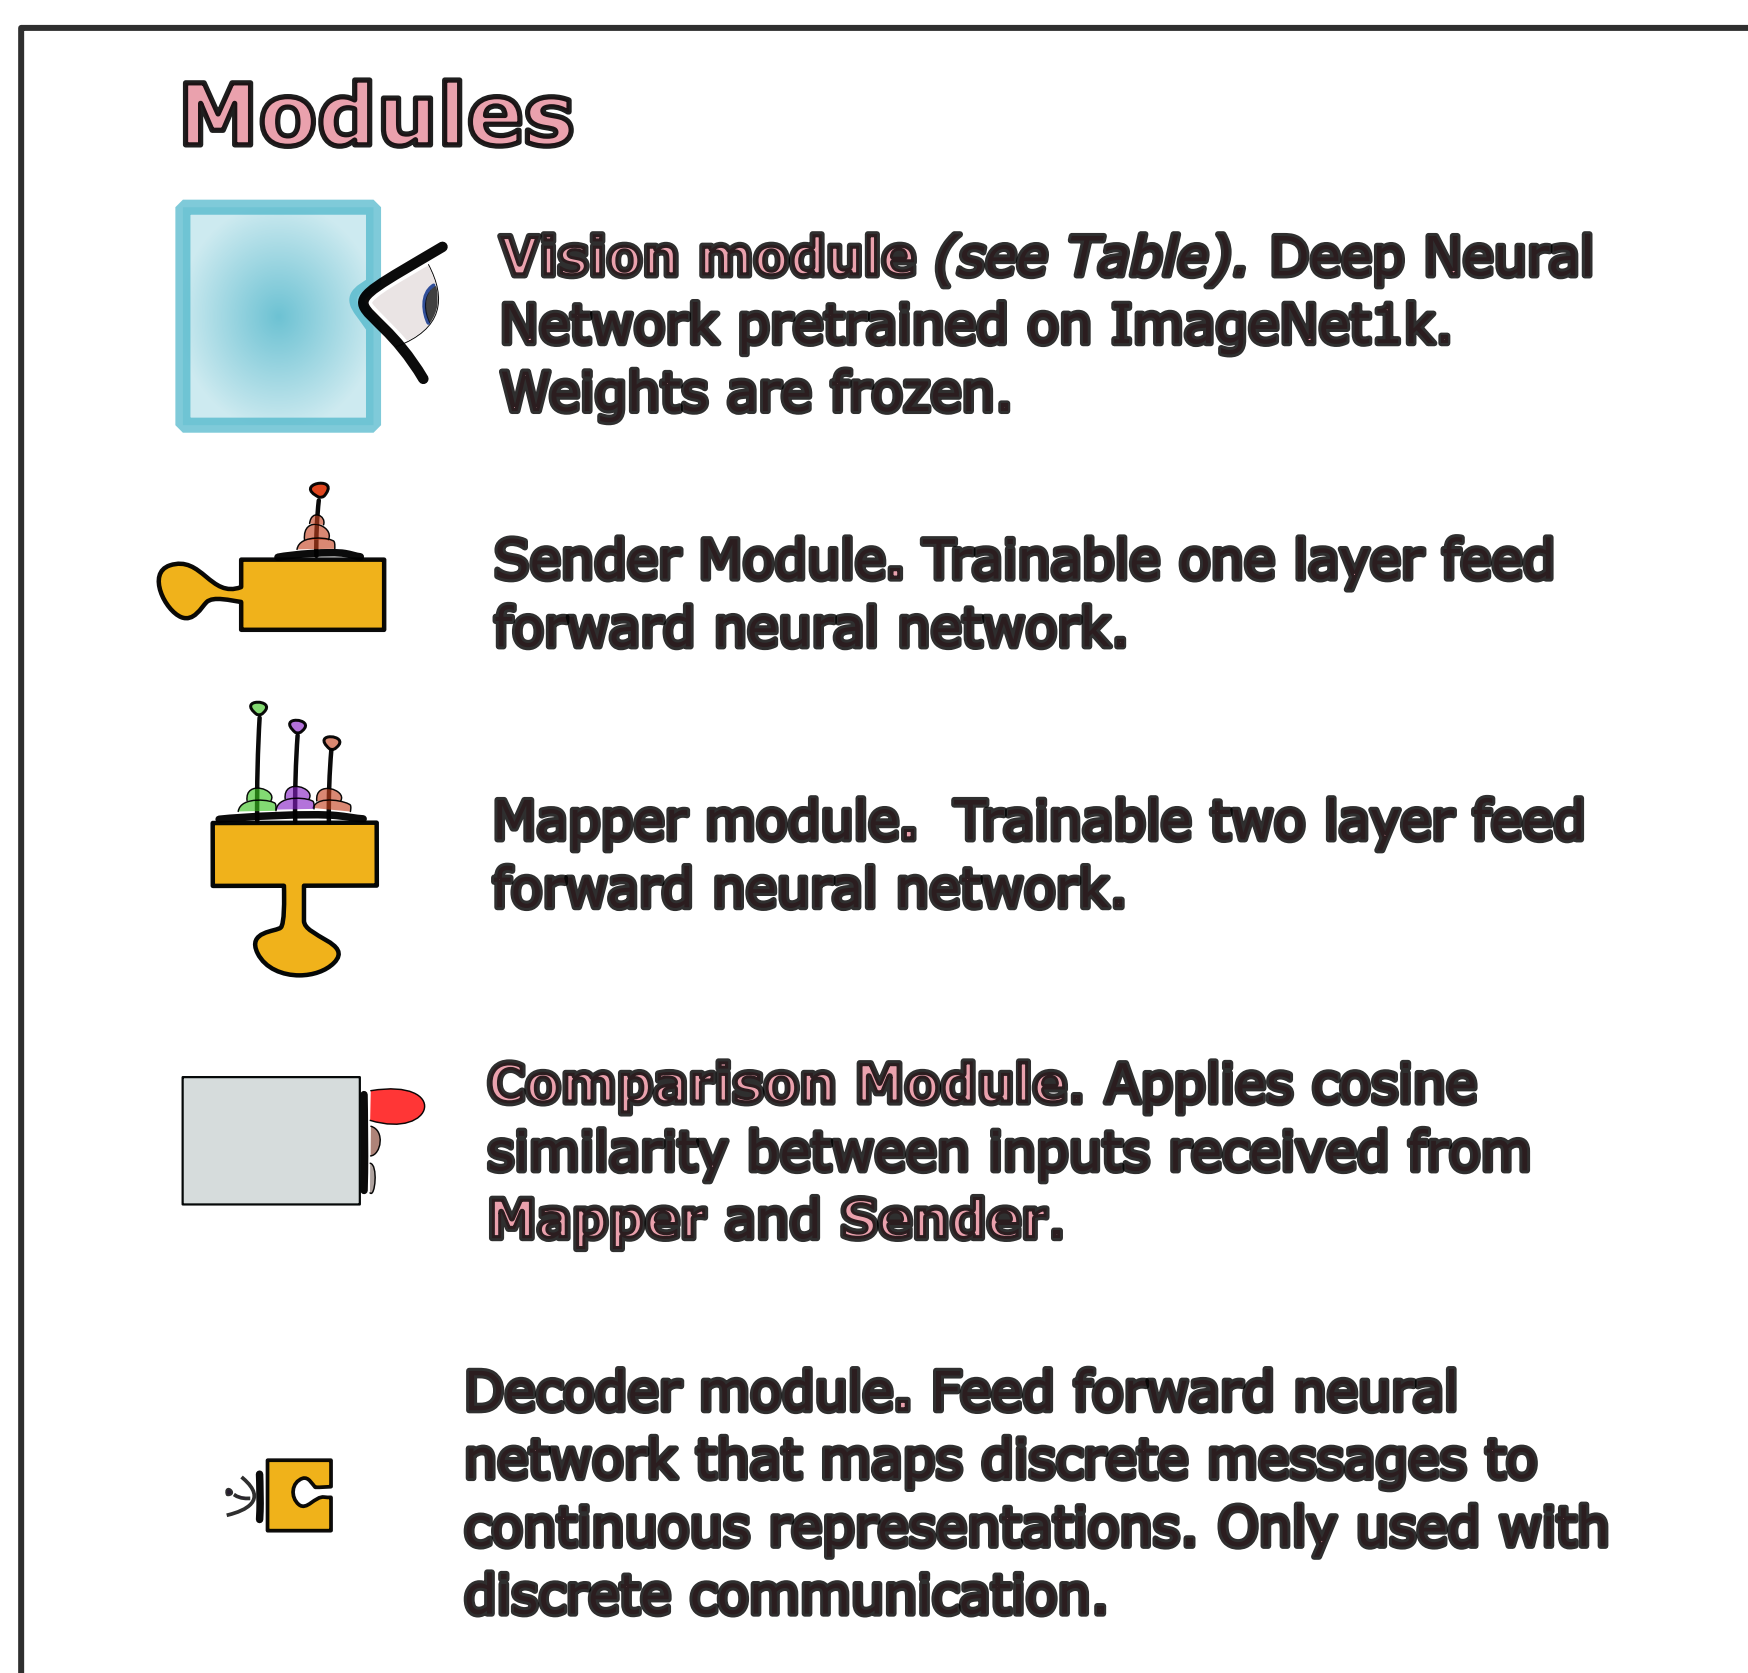 Modules
Vision module (see Table). Deep Neural
Network pretrained on ImageNet1k.
Weights are frozen.
Sender Module. Trainable one layer feed
forward neural network.
Mapper module.  Trainable two layer feed
forward neural network.
Comparison Module. Applies cosine
similarity between inputs received from
Mapper and Sender.
Decoder module. Feed forward neural
network that maps discrete messages to
continuous representations. Only used with
discrete communication.